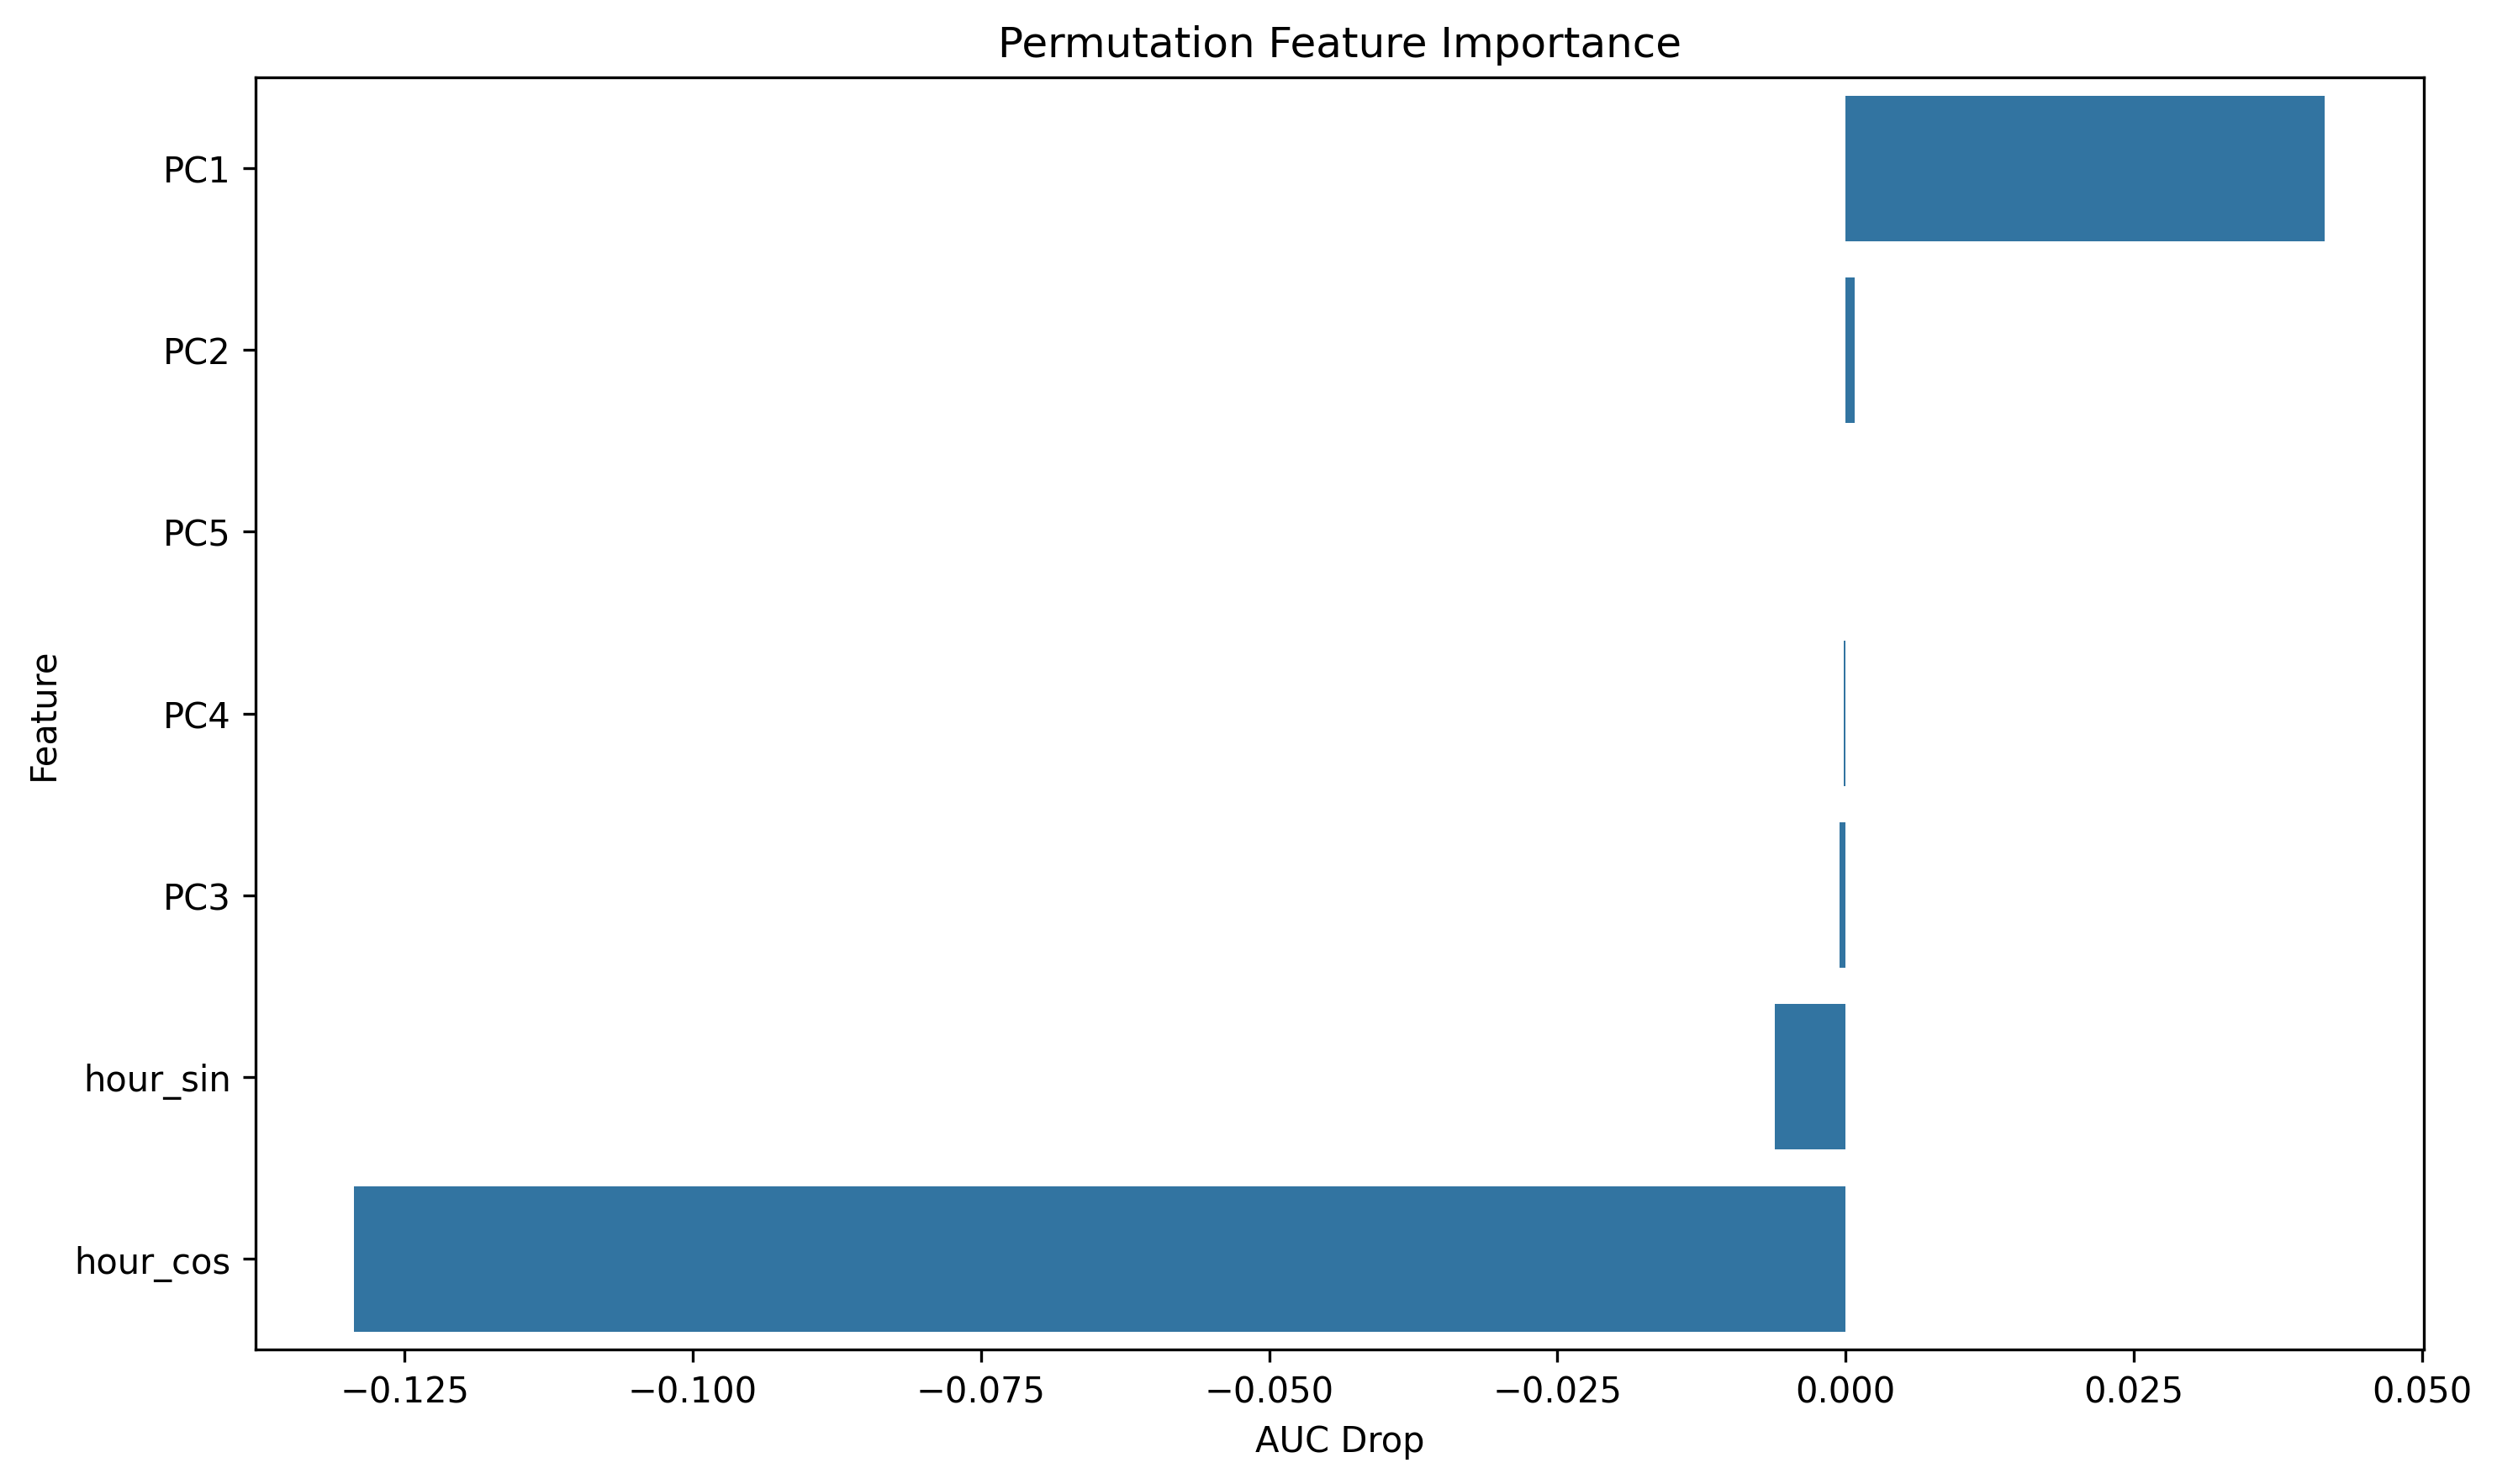 Permutation Feature Importance
PC1
PC2
PC5
PC4
PC3
hour_sin
hour_cos
Feature
−0.125 −0.100 −0.075 −0.050 −0.025 0.000 0.025 0.050
AUC Drop